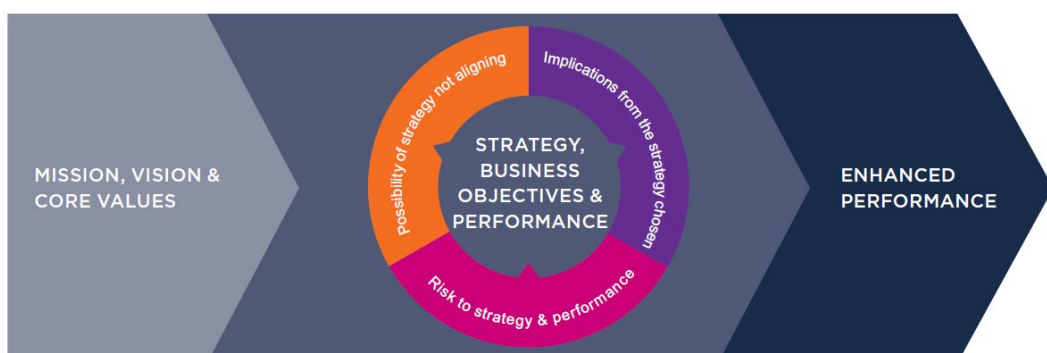 MISSION, VISION &
CORE VALUES
Possibility of strategy not aligning
Implications from the strategy chosen
STRATEGY,
BUSINESS
OBJECTIVES &
PERFORMANCE
Risk to strategy & performance
ENHANCED
PERFORMANCE